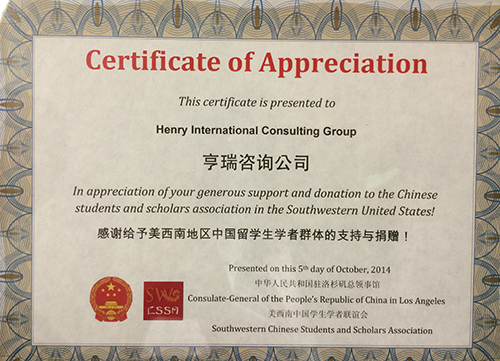 Certificate of Appreciation
This certificate is presented to
Henry International Consulting Group
亨瑞咨询公司
In appreciation of your generous support and donation to the Chinese
students and scholars association in the Southwestern United States!
感谢给予美西南地区中国留学生学者群体的支持与捐赠！
Presented on this 5th day of October, 2014
中华人民共和国驻洛杉矶总领事馆
Consulate-General of the People's Republic of China in Los Angeles
美西南中国学生学者联谊会
Southwestern Chinese Students and Scholars Association
SW
CSSA